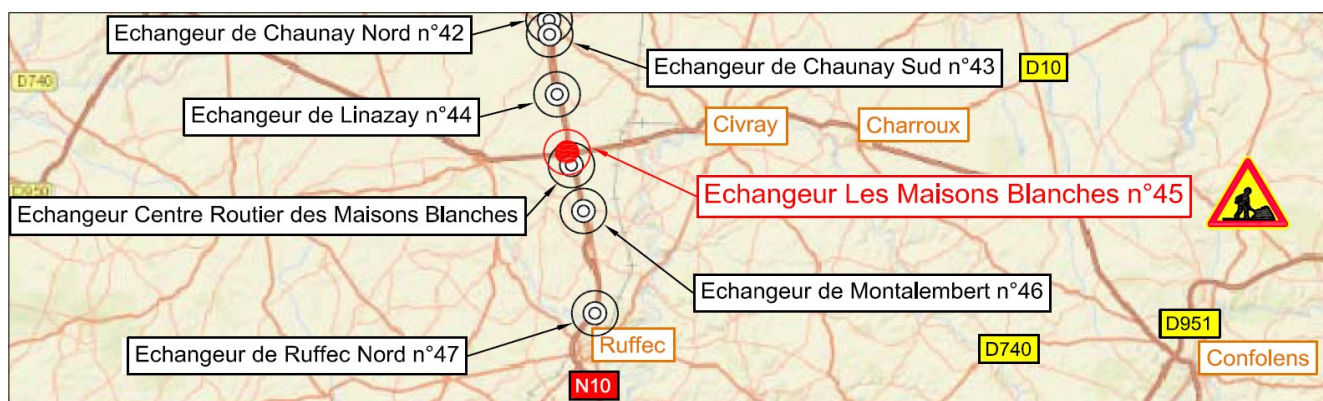 Echangeur de Chaunay Nord n°42
Echangeur de Chaunay Sud n°43
D10
D740
Echangeur de Linazay n°44
Civray
Charroux
Echangeur Les Maisons Blanches n°45
D950
Echangeur Centre Routier des Maisons Blanches
Echangeur de Montalembert n°46
D951
Echangeur de Ruffec Nord n°47
Ruffec
D740
Confolens
N10